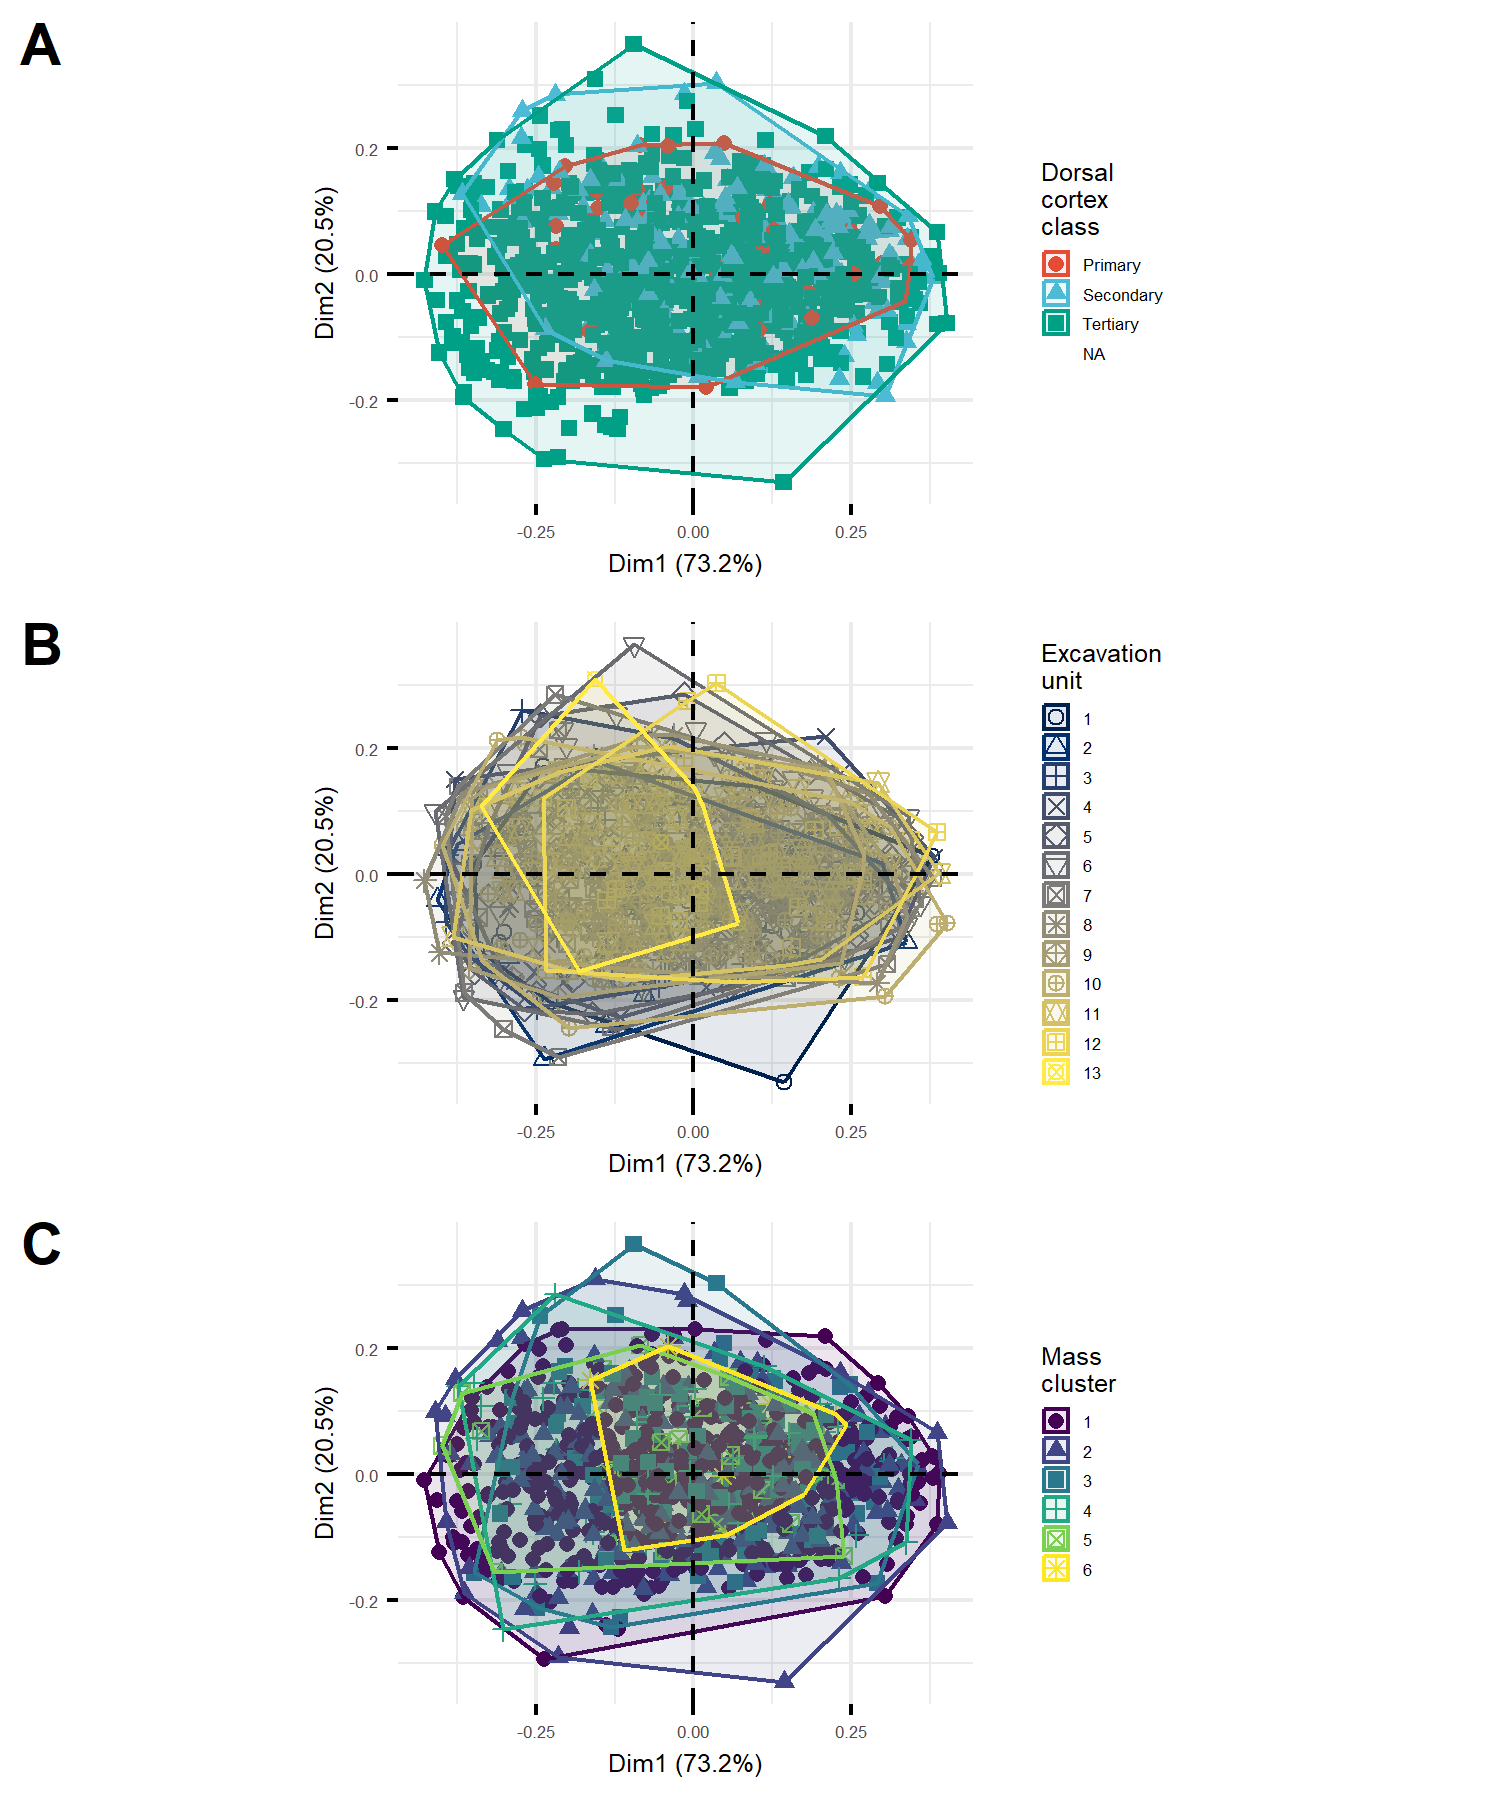 A
Dim2 (20.5%)
0.2
0.0
-0.2
-0.25
0.00
0.25
Dim1 (73.2%)
Dorsal
cortex
class
Primary
Secondary
Tertiary
NA
B
Dim2 (20.5%)
0.2
0.0
-0.2
-0.25
0.00
0.25
Dim1 (73.2%)
Excavation
unit
1
2
3
4
5
6
7
8
9
10
11
12
13
C
Dim2 (20.5%)
0.2
0.0
-0.2
-0.25
0.00
0.25
Dim1 (73.2%)
Mass
cluster
1
2
3
4
5
6